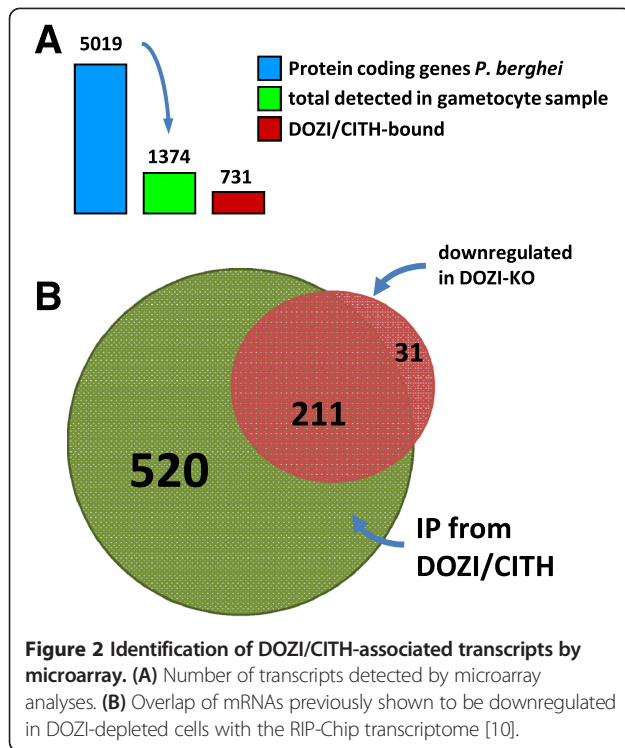 A
5019
1374
731
Protein coding genes P. berghei
total detected in gametocyte sample
DOZI/CITH-bound
B
downregulated
in DOZI-KO
31
211
520
IP from
DOZI/CITH
Figure 2 Identification of DOZI/CITH-associated transcripts by
microarray. (A) Number of transcripts detected by microarray
analyses. (B) Overlap of mRNAs previously shown to be downregulated
in DOZI-depleted cells with the RIP-Chip transcriptome [10].